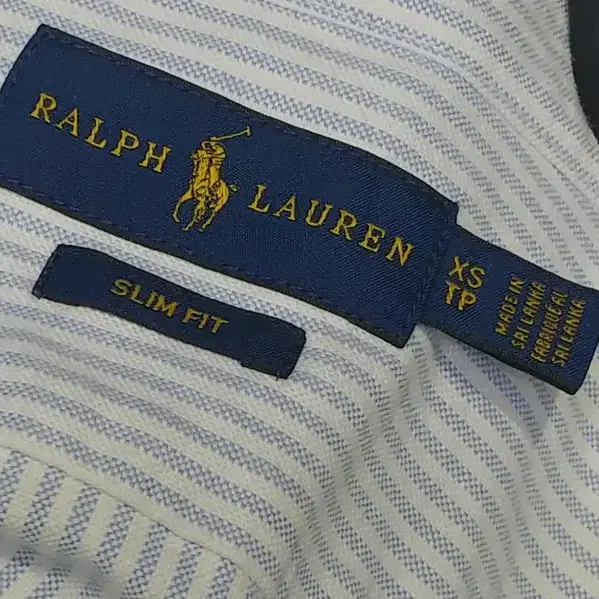 RALPH LAUREN
SLIM FIT
XS
TP
MADE IN
SRI LANKA
FABRIQUÉ AU
SRI LANKA